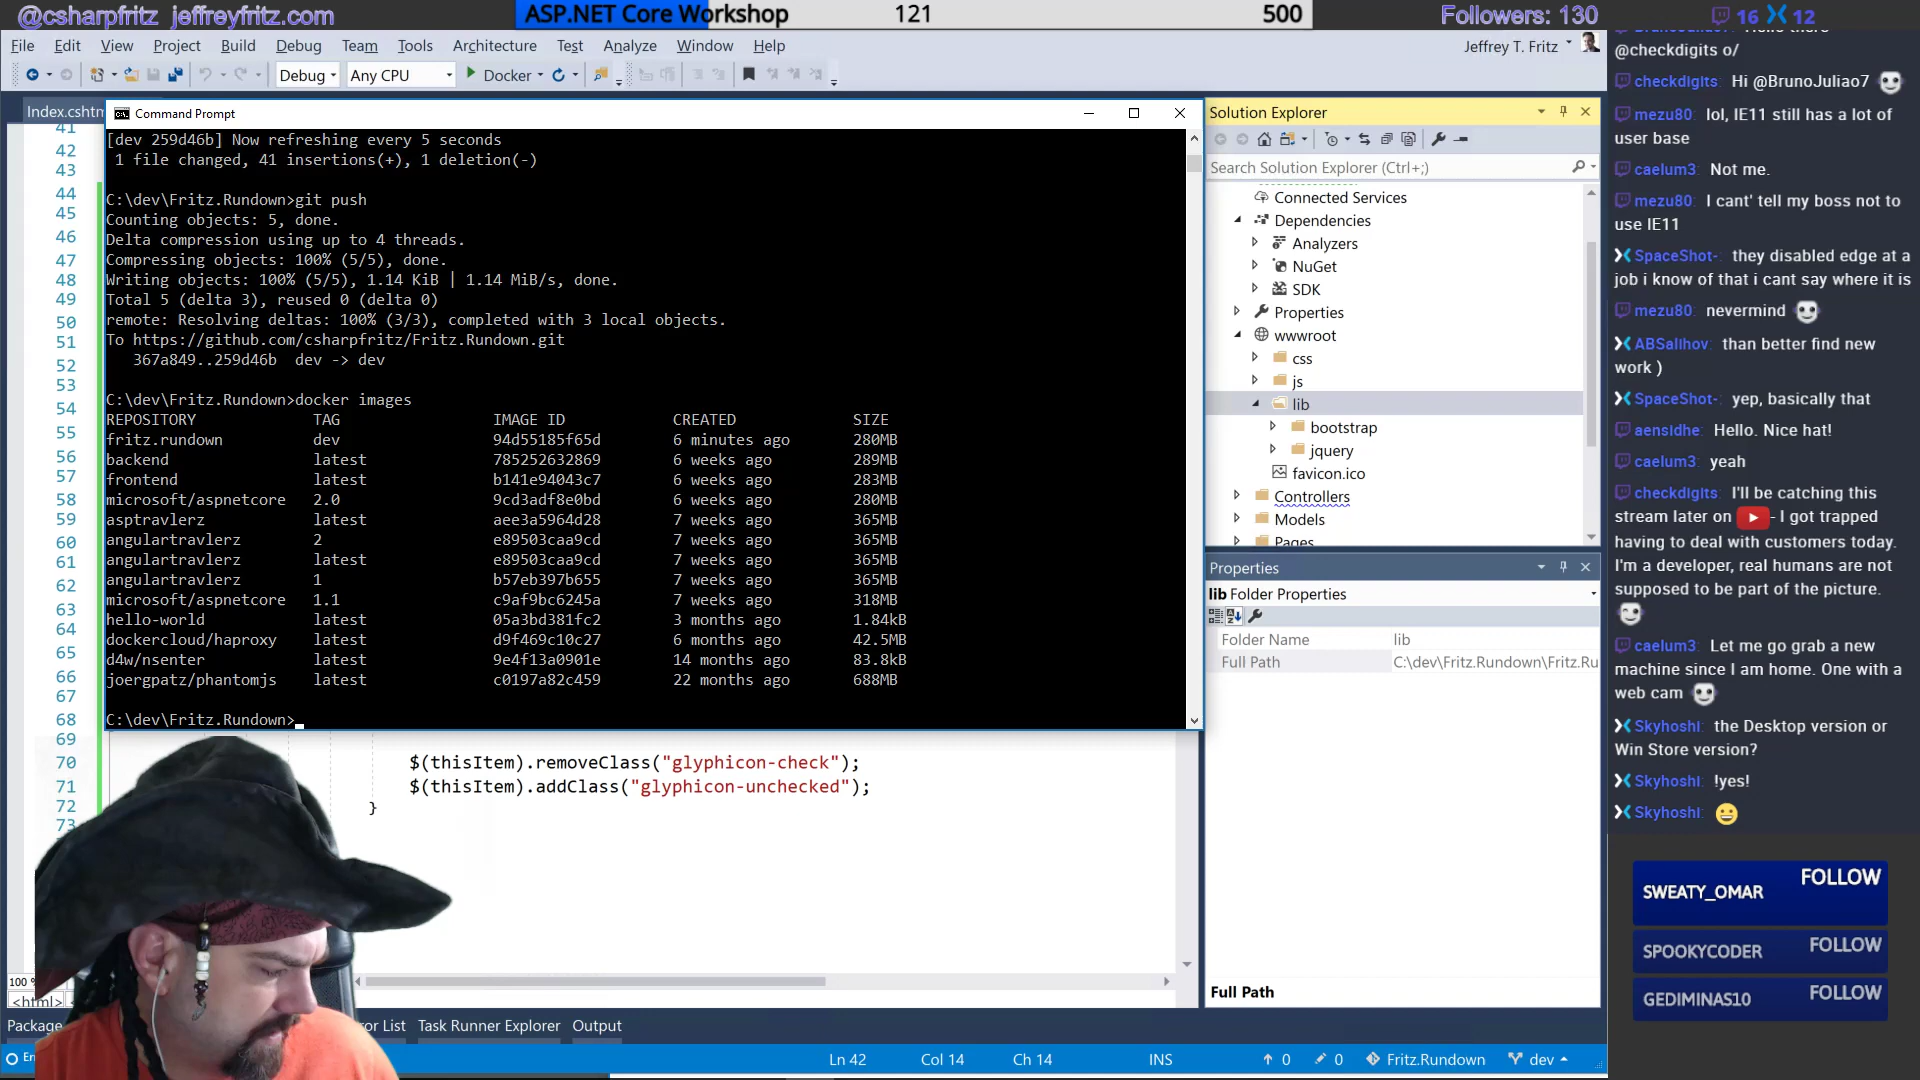 @csharpfritz jeffreyfritz.com
ASP.NET Core Workshop 121 500
Followers: 130
16 12
File Edit View Project Build Debug Team Tools Architecture Test Analyze Window Help
Jeffrey T. Fritz
Debug Any CPU Docker
Index.cshtm
Command Prompt
[dev 259d46b] Now refreshing every 5 seconds
1 file changed, 41 insertions(+), 1 deletion(-)
C:\dev\Fritz.Rundown>git push
Counting objects: 5, done.
Delta compression using up to 4 threads.
Compressing objects: 100% (5/5), done.
Writing objects: 100% (5/5), 1.14 KiB | 1.14 MiB/s, done.
Total 5 (delta 3), reused 0 (delta 0)
remote: Resolving deltas: 100% (3/3), completed with 3 local objects.
To https://github.com/csharpfritz/Fritz.Rundown.git
367a849..259d46b dev -> dev
C:\dev\Fritz.Rundown>docker images
REPOSITORY TAG IMAGE ID CREATED SIZE
fritz.rundown dev 94d55185f65d 6 minutes ago 280MB
backend latest 785252632869 6 weeks ago 289MB
frontend latest b141e94043c7 6 weeks ago 283MB
microsoft/aspnetcore 2.0 9cd3adf8e0bd 6 weeks ago 280MB
asptravlerz latest aee3a5964d28 7 weeks ago 365MB
angulartravlerz 2 e89503caa9cd 7 weeks ago 365MB
angulartravlerz latest e89503caa9cd 7 weeks ago 365MB
angulartravlerz 1 b57eb397b655 7 weeks ago 365MB
microsoft/aspnetcore 1.1 c9af9bc6245a 7 weeks ago 318MB
hello-world latest 05a3bd381fc2 3 months ago 1.84kB
dockercloud/haproxy latest d9f469c10c27 6 months ago 42.5MB
d4w/nsenter latest 9e4f13a0901e 14 months ago 83.8kB
joergpatz/phantomjs latest c0197a82c459 22 months ago 688MB
C:\dev\Fritz.Rundown>
41
42
43
44
45
46
47
48
49
50
51
52
53
54
55
56
57
58
59
60
61
62
63
64
65
66
67
68
69
70 $(thisItem).removeClass("glyphicon-check");
71 $(thisItem).addClass("glyphicon-unchecked");
72 }
73
100 %
<html>
Package
or List Task Runner Explorer Output
Ln 42 Col 14 Ch 14 INS 0 0 Fritz.Rundown dev
Solution Explorer
Search Solution Explorer (Ctrl+;)
Connected Services
Dependencies
Analyzers
NuGet
SDK
Properties
wwwroot
css
js
lib
bootstrap
jquery
favicon.ico
Controllers
Models
Pages
Properties
lib Folder Properties
Folder Name lib
Full Path C:\dev\Fritz.Rundown\Fritz.Ru
Full Path
@checkdigits o/
checkdigits: Hi @BrunoJuliao7
mezu80: lol, IE11 still has a lot of
user base
caelum3: Not me.
mezu80: I cant' tell my boss not to
use IE11
SpaceShot-: they disabled edge at a
job i know of that i cant say where it is
mezu80: nevermind
ABSalihov: than better find new
work )
SpaceShot-: yep, basically that
aensidhe: Hello. Nice hat!
caelum3: yeah
checkdigits: I'll be catching this
stream later on - I got trapped
having to deal with customers today.
I'm a developer, real humans are not
supposed to be part of the picture.
caelum3: Let me go grab a new
machine since I am home. One with a
web cam
Skyhoshi: the Desktop version or
Win Store version?
Skyhoshi: !yes!
Skyhoshi:
SWEATY_OMAR FOLLOW
SPOOKYCODER FOLLOW
GEDIMINAS10 FOLLOW